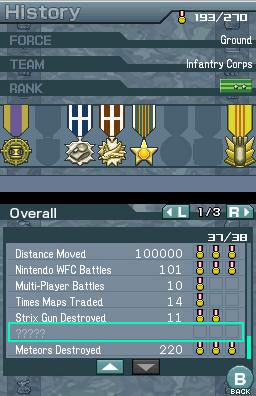 History
193/270
FORCE Ground
TEAM Infantry Corps
RANK
Overall L 1/3 R
37/38
Distance Moved 100000
Nintendo WFC Battles 101
Multi-Player Battles 10
Times Maps Traded 14
Strix Gun Destroyed 11
?????
Meteors Destroyed 220
B
BACK